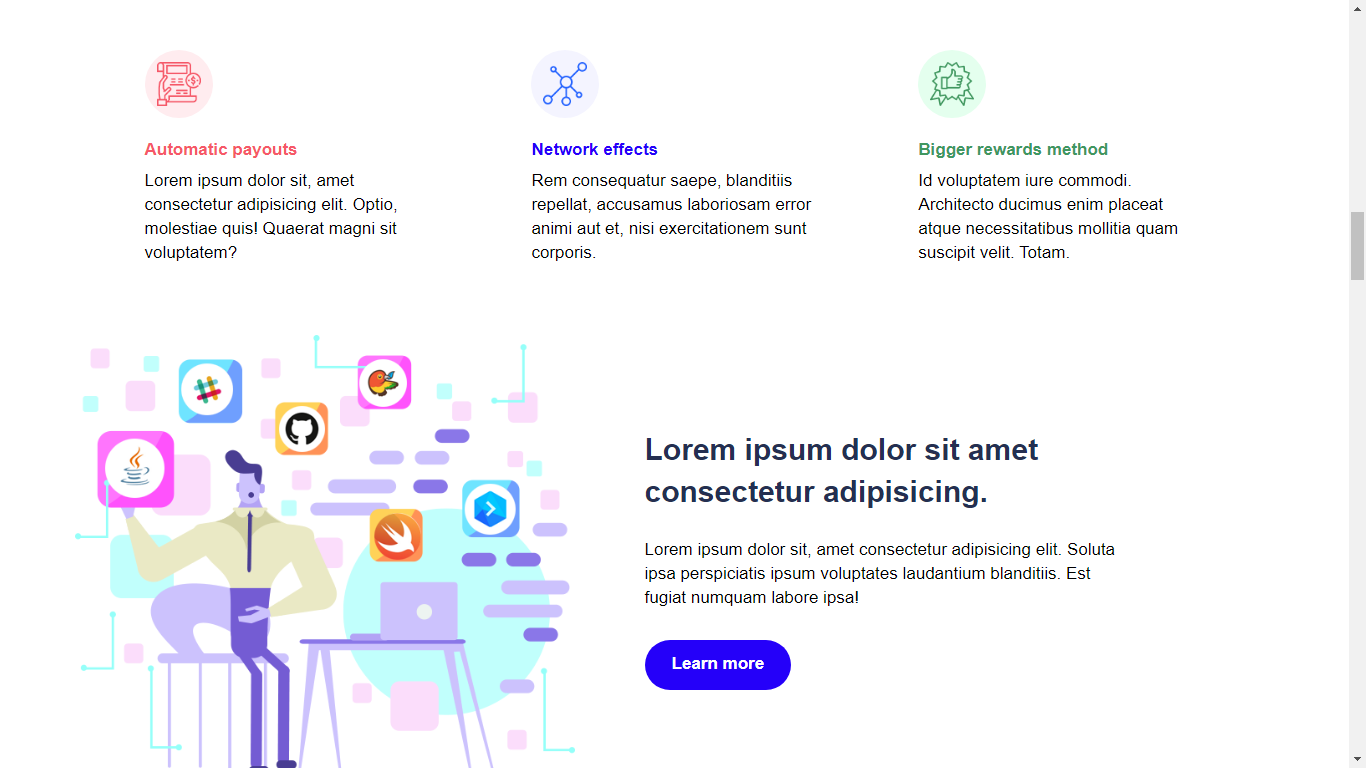 Automatic payouts
Lorem ipsum dolor sit, amet
consectetur adipisicing elit. Optio,
molestiae quis! Quaerat magni sit
voluptatem?
Network effects
Rem consequatur saepe, blanditiis
repellat, accusamus laboriosam error
animi aut et, nisi exercitationem sunt
corporis.
Bigger rewards method
Id voluptatem iure commodi.
Architecto ducimus enim placeat
atque necessitatibus mollitia quam
suscipit velit. Totam.
Lorem ipsum dolor sit amet
consectetur adipisicing.
Lorem ipsum dolor sit, amet consectetur adipisicing elit. Soluta
ipsa perspiciatis ipsum voluptates laudantium blanditiis. Est
fugiat numquam labore ipsa!
Learn more